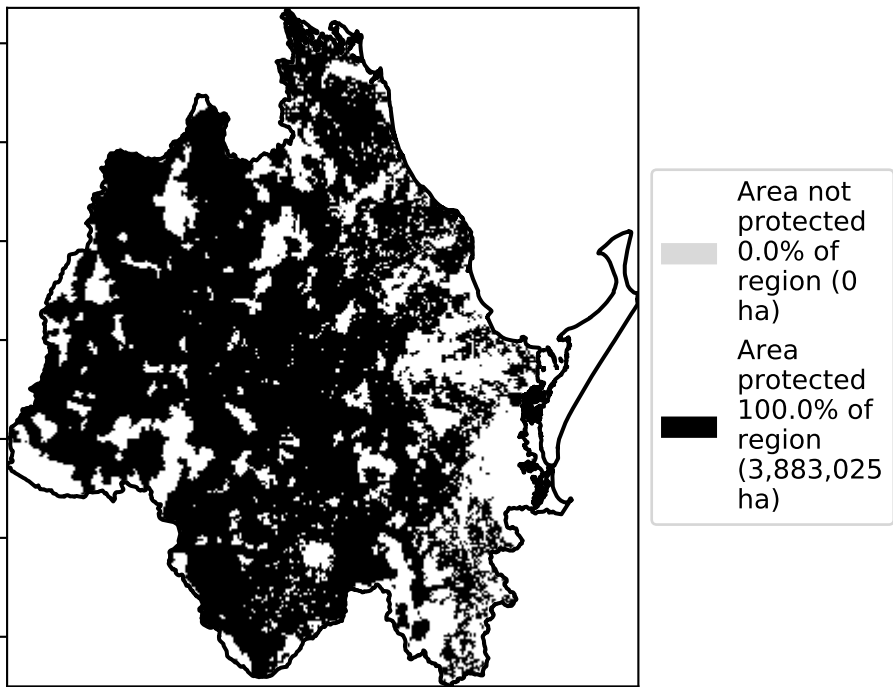 Area not
protected
0.0% of
region (0
ha)
Area
protected
100.0% of
region
(3,883,025
ha)